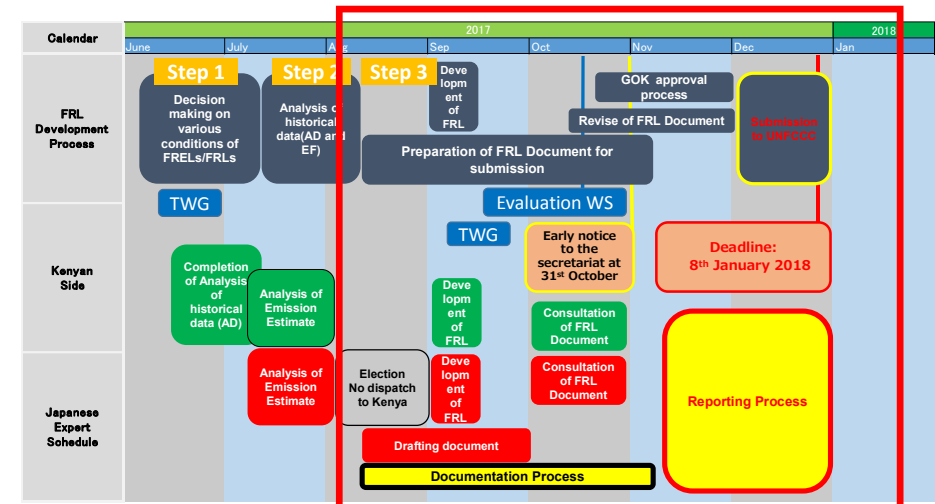 Calendar
2017
2018
June
July
Aug
Sep
Oct
Nov
Dec
Jan
FRL
Development
Process
Step 1
Decision
making on
various
conditions of
FRELs/FRLs
Step 2
Analysis of
historical
data(AD and
EF)
Step 3
Deve
lopm
ent
of
FRL
GOK approval
process
Revise of FRL Document
Preparation of FRL Document for
submission
Submission
to UNFCCC
TWG
Evaluation WS
TWG
Kenyan
Side
Completion
of Analysis
of
historical
data (AD)
Analysis of
Emission
Estimate
Deve
lopm
ent
of
FRL
Early notice
to the
secretariat at
31st October
Consultation
of FRL
Document
Deadline:
8th January 2018
Japanese
Expert
Schedule
Analysis of
Emission
Estimate
Election
No dispatch
to Kenya
Deve
lopm
ent
of
FRL
Consultation
of FRL
Document
Reporting Process
Drafting document
Documentation Process